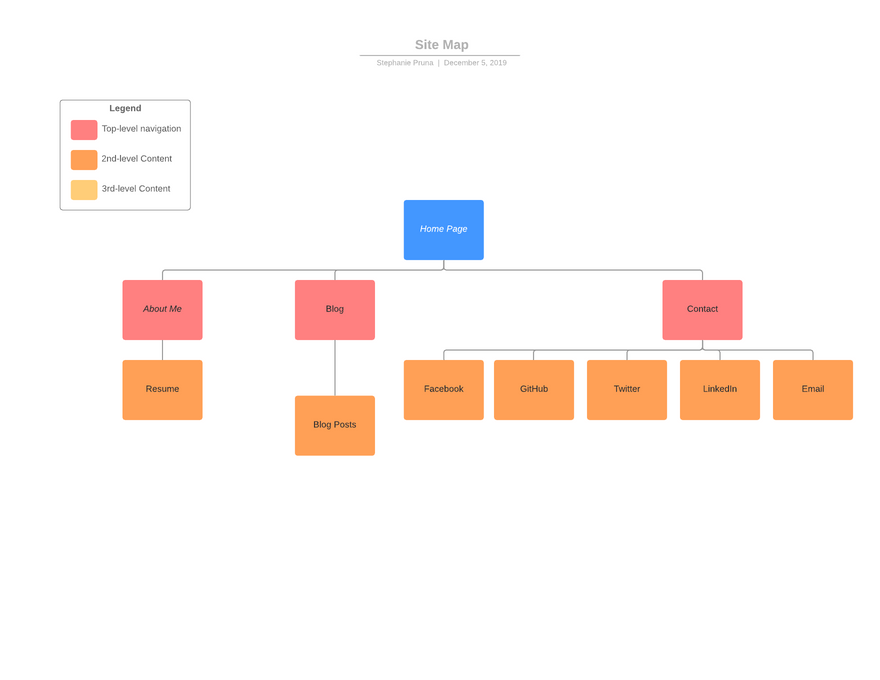 Site Map
Stephanie Pruna | December 5, 2019
Legend
Top-level navigation
2nd-level Content
3rd-level Content
Home Page
About Me
Blog
Contact
Resume
Facebook
GitHub
Twitter
LinkedIn
Email
Blog Posts